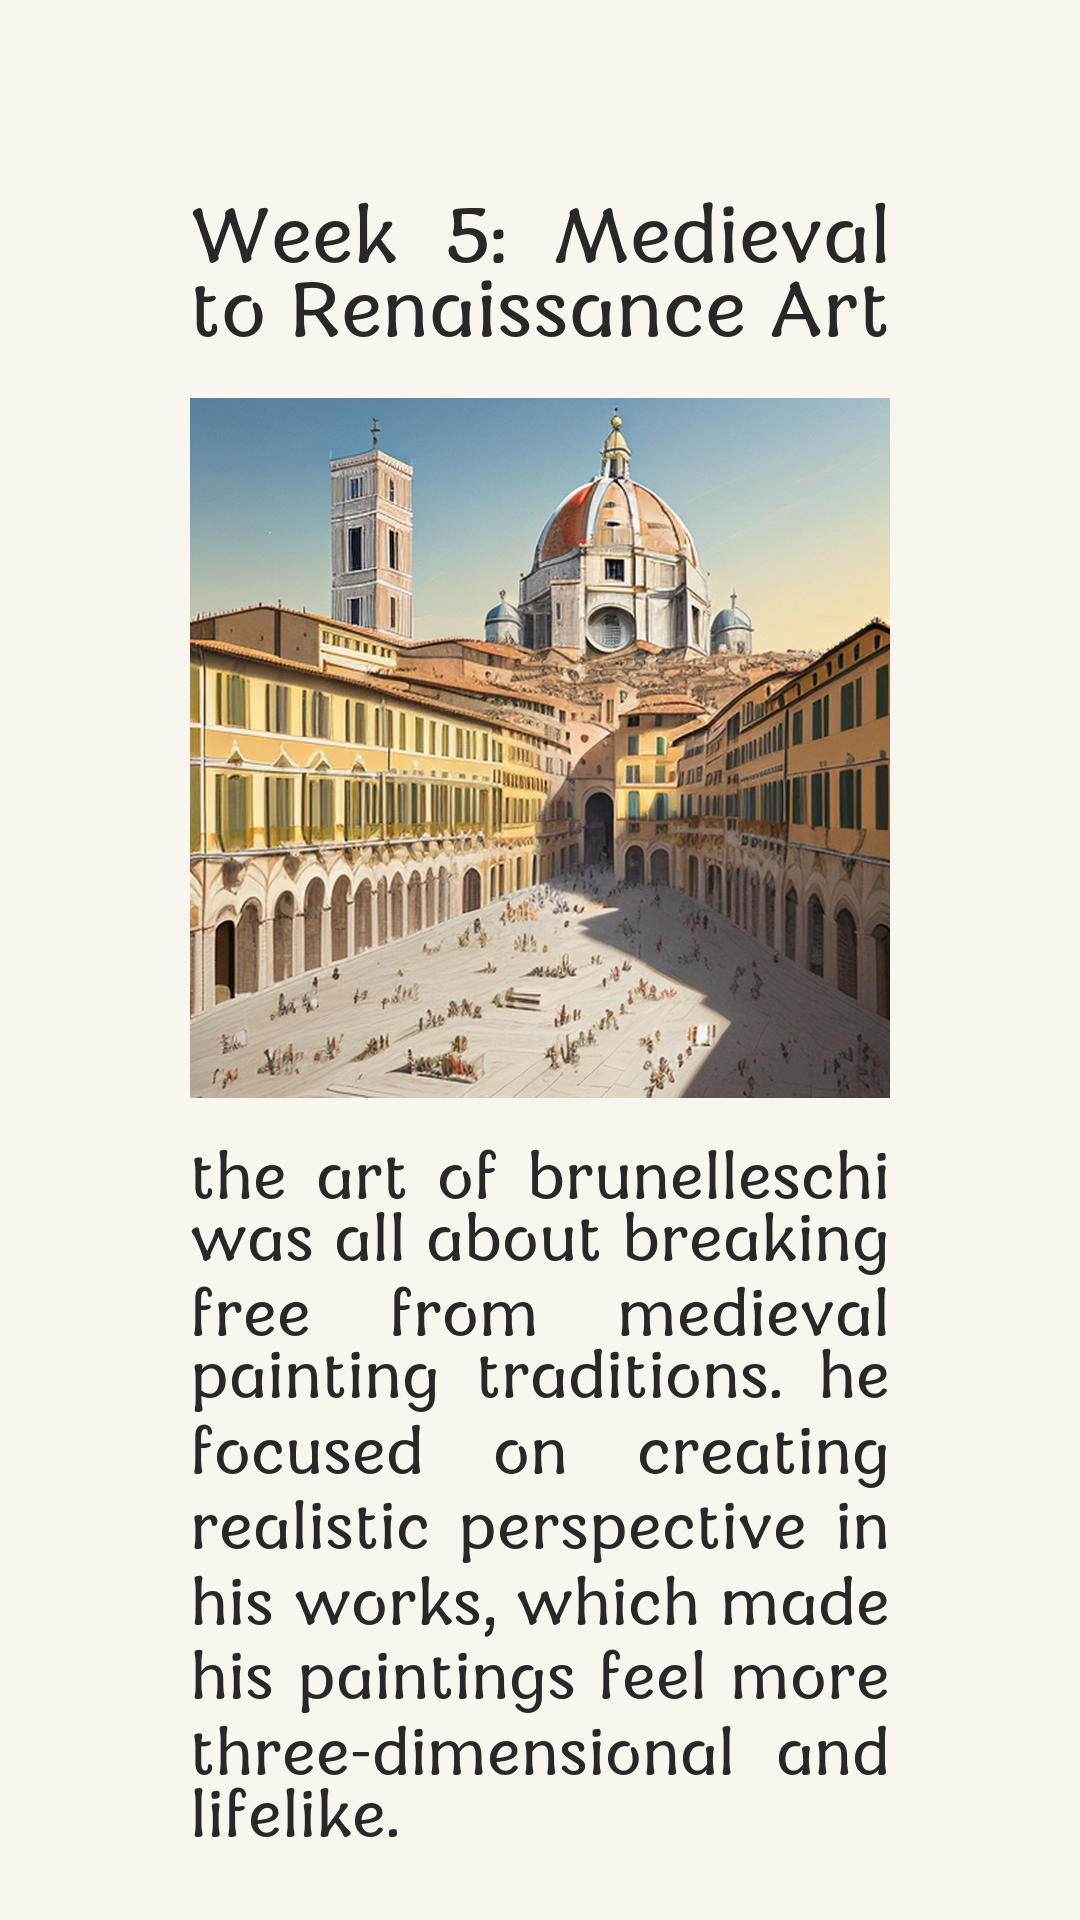 Week 5: Medieval
to Renaissance Art
the art of brunelleschi
was all about breaking
free from medieval
painting traditions. he
focused on creating
realistic perspective in
his works, which made
his paintings feel more
three-dimensional and
lifelike.